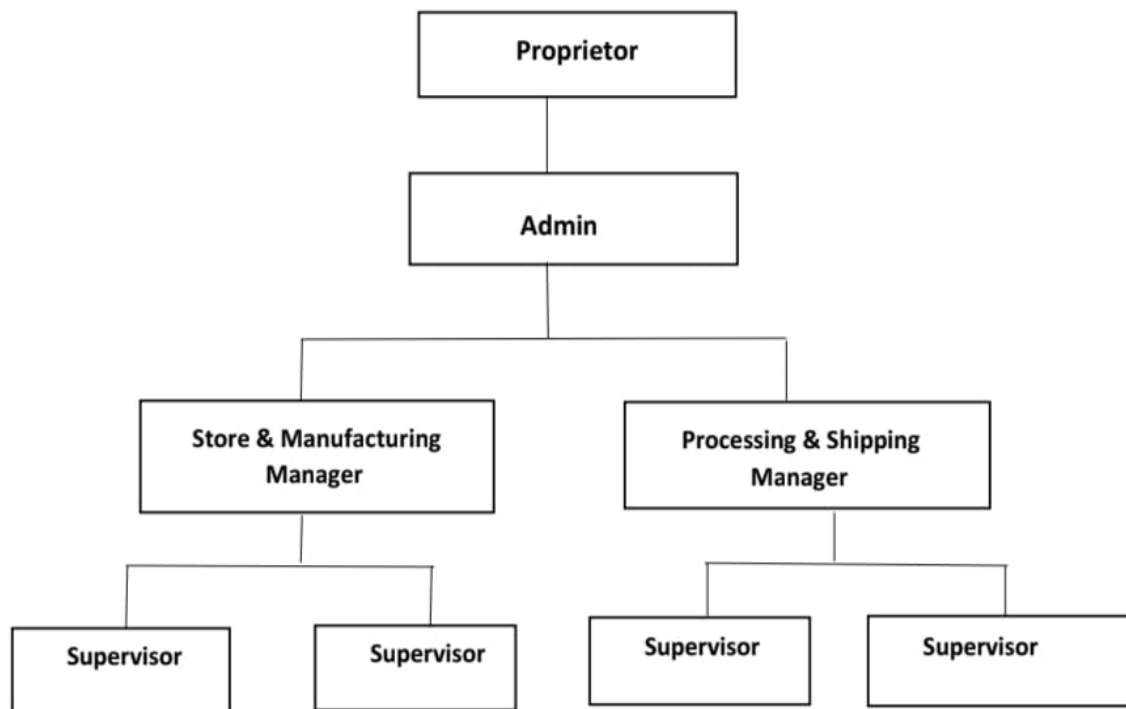 Proprietor
Admin
Store & Manufacturing
Manager
Processing & Shipping
Manager
Supervisor
Supervisor
Supervisor
Supervisor